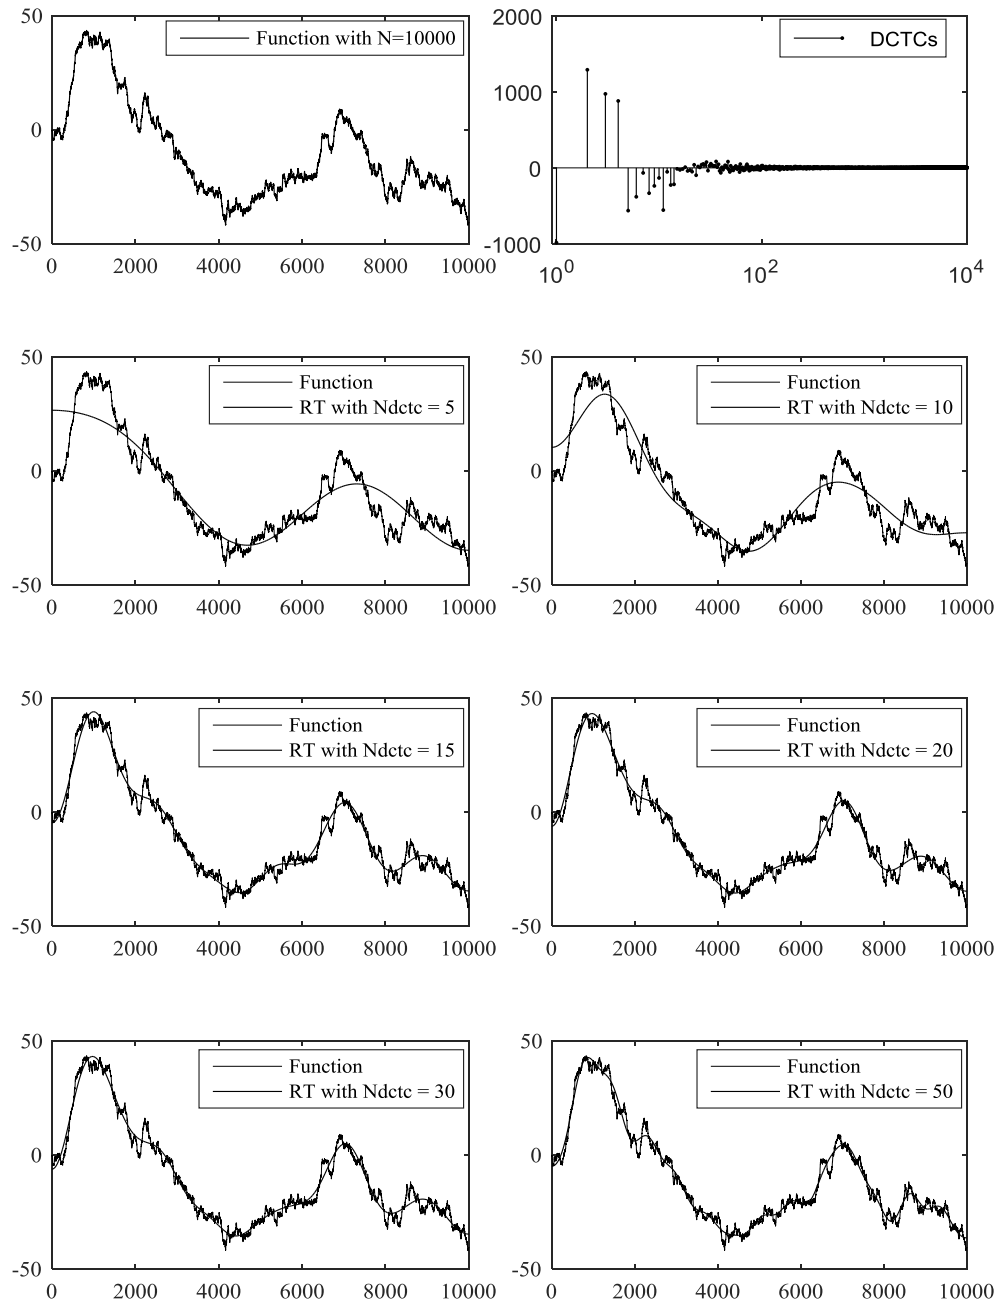 50
0
-50
0 2000 4000 6000 8000 10000
Function with N=10000
2000
1000
0
-1000
10^0 10^2 10^4
DCTCs
50
0
-50
0 2000 4000 6000 8000 10000
Function
RT with Ndctc = 5
50
0
-50
0 2000 4000 6000 8000 10000
Function
RT with Ndctc = 10
50
0
-50
0 2000 4000 6000 8000 10000
Function
RT with Ndctc = 15
50
0
-50
0 2000 4000 6000 8000 10000
Function
RT with Ndctc = 20
50
0
-50
0 2000 4000 6000 8000 10000
Function
RT with Ndctc = 30
50
0
-50
0 2000 4000 6000 8000 10000
Function
RT with Ndctc = 50